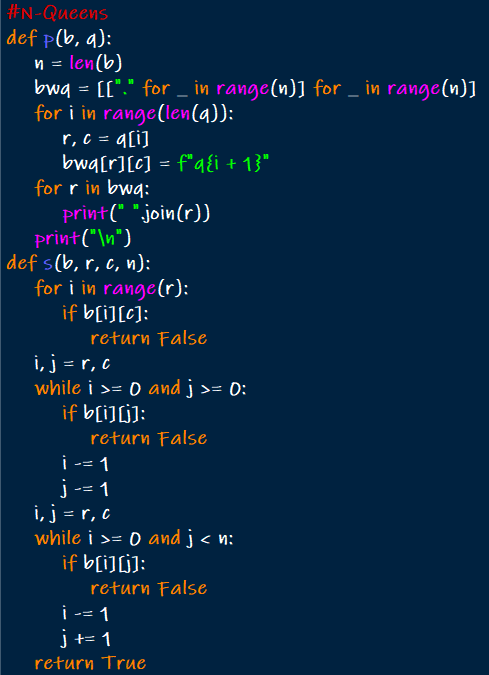 #N-Queens
def p(b, q):
    n = len(b)
    bwq = [["." for _ in range(n)] for _ in range(n)]
    for i in range(len(q)):
        r, c = q[i]
        bwq[r][c] = f"q{i + 1}"
    for r in bwq:
        print(" ".join(r))
    print("\n")
def s(b, r, c, n):
    for i in range(r):
        if b[i][c]:
            return False
    i, j = r, c
    while i >= 0 and j >= 0:
        if b[i][j]:
            return False
        i -= 1
        j -= 1
    i, j = r, c
    while i >= 0 and j < n:
        if b[i][j]:
            return False
        i -= 1
        j += 1
    return True